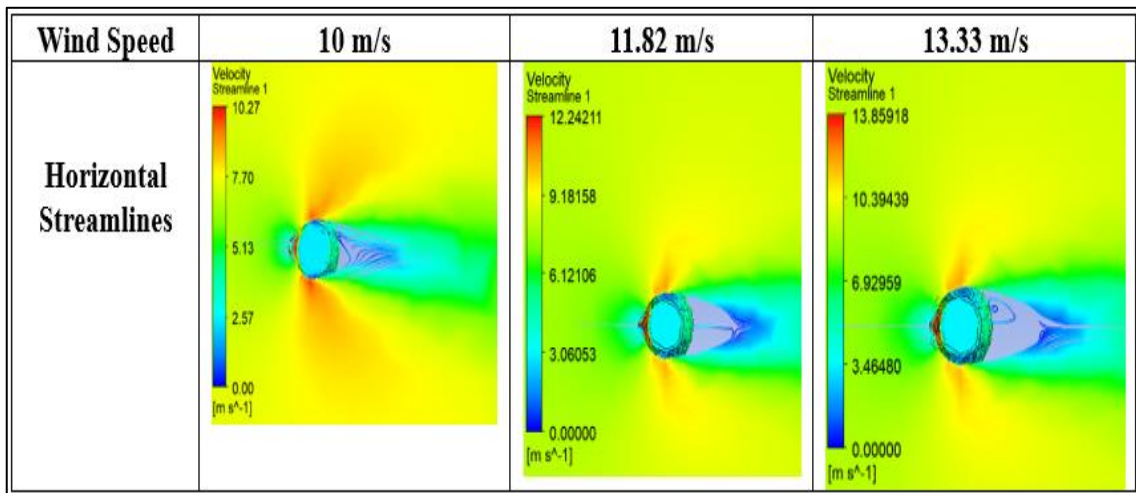 Wind Speed
10 m/s
11.82 m/s
13.33 m/s
Horizontal
Streamlines
Velocity
Streamline 1
10.27
7.70
5.13
2.57
0.00
[m s^-1]
Velocity
Streamline 1
12.24211
9.18158
6.12106
3.06053
0.00000
[m s^-1]
Velocity
Streamline 1
13.85918
10.39439
6.92959
3.46480
0.00000
[m s^-1]